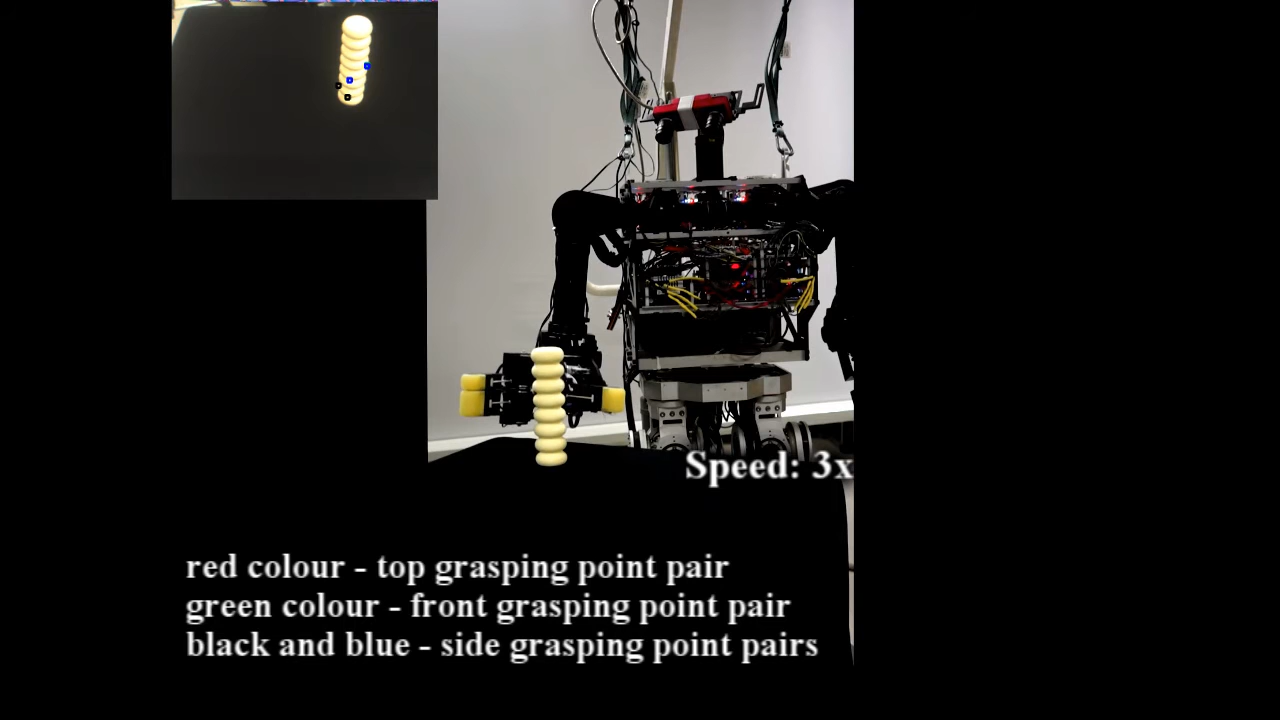 Speed: 3x
red colour - top grasping point pair
green colour - front grasping point pair
black and blue - side grasping point pairs